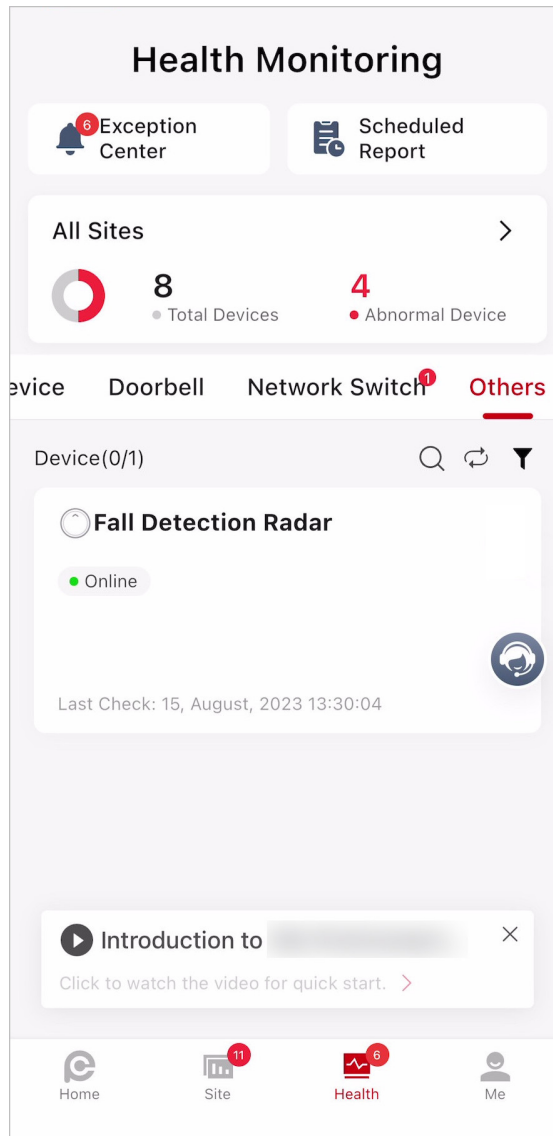 Health Monitoring
6
Exception
Center
Scheduled
Report
All Sites
8
Total Devices
4
Abnormal Device
evice
Doorbell
Network Switch
1
Others
Device(0/1)
Fall Detection Radar
Online
Last Check: 15, August, 2023 13:30:04
Introduction to
Click to watch the video for quick start.
11
6
Home
Site
Health
Me